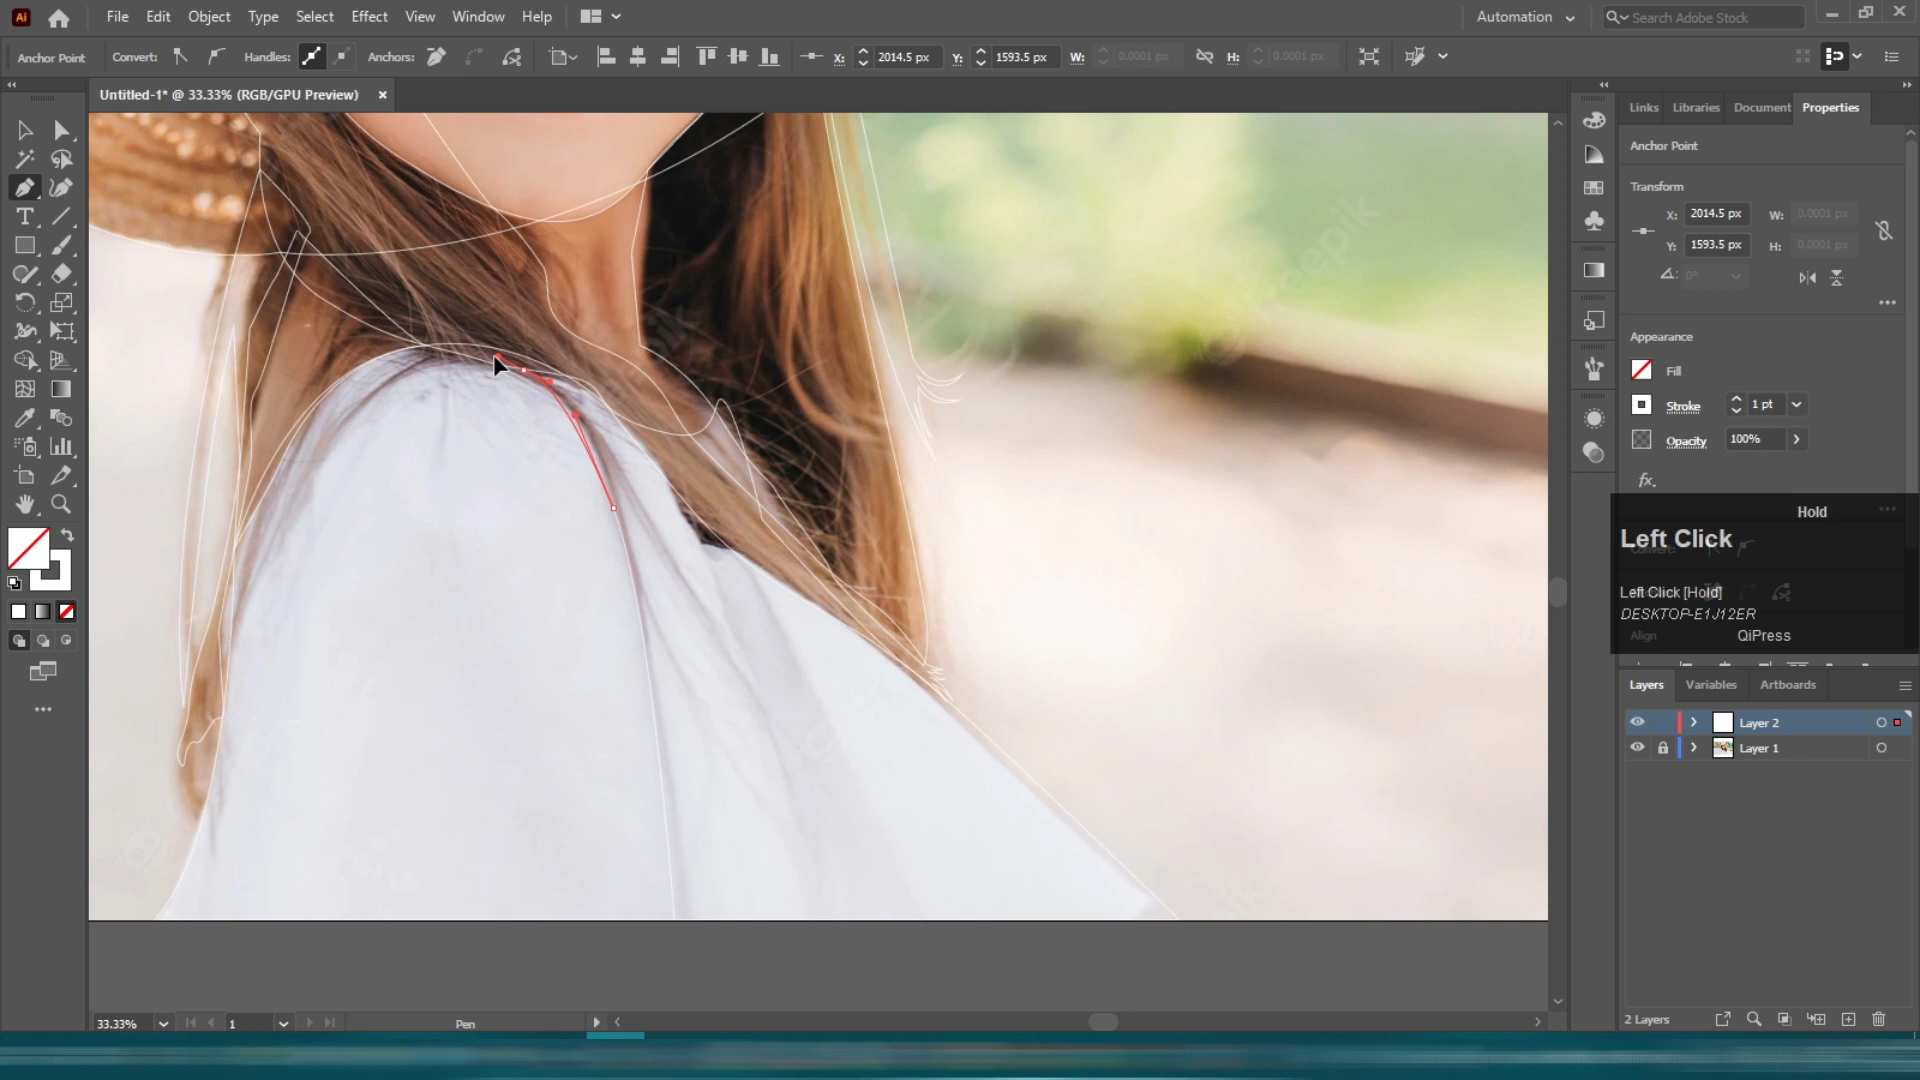 Ai File Edit Object Type Select Effect View Window Help Automation Search Adobe Stock
Anchor Point Convert: Handles: Anchors: X: 2014.5 px Y: 1593.5 px W: 0.0001 px H: 0.0001 px
Untitled-1* @ 33.33% (RGB/GPU Preview) ×
Links Libraries Document Properties
Anchor Point
Transform
X: 2014.5 px W: 0.0001 px
Y: 1593.5 px H: 0.0001 px
0°
Appearance
Fill
Stroke 1 pt
Opacity 100%
fx.
Hold
Left Click
Left Click [Hold]
DESKTOP-E1J12ER
Align QiPress
Layers Variables Artboards
Layer 2
Layer 1
33.33% 1 Pen
2 Layers